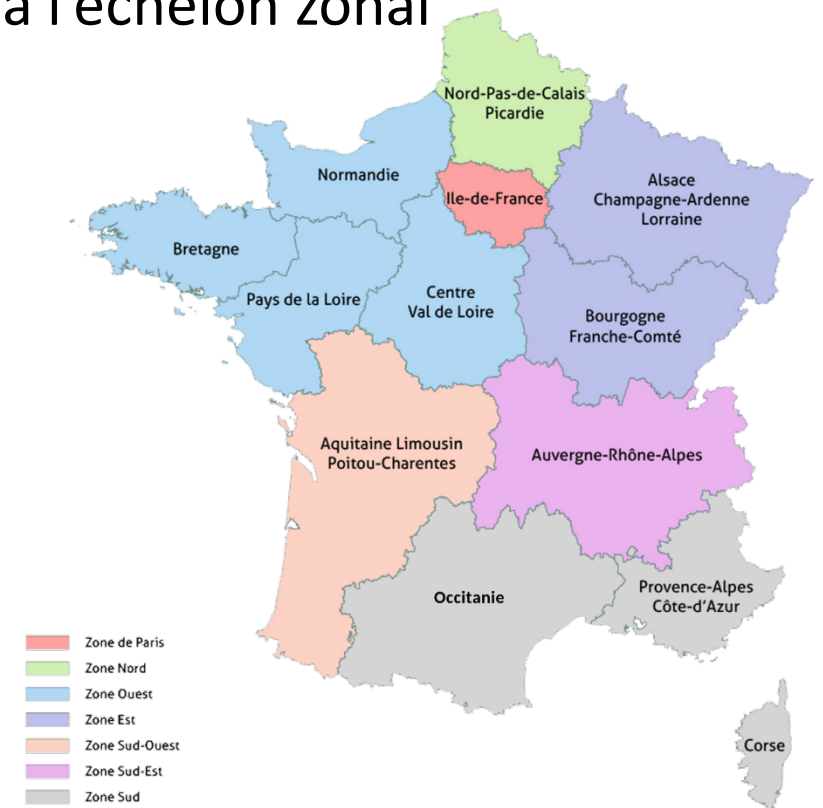 à l'échelon zonal
Nord-Pas-de-Calais
Picardie
Normandie
Ile-de-France
Alsace
Champagne-Ardenne
Lorraine
Bretagne
Pays de la Loire
Centre
Val de Loire
Bourgogne
Franche-Comté
Aquitaine Limousin
Poitou-Charentes
Auvergne-Rhône-Alpes
Occitanie
Provence-Alpes
Côte-d'Azur
Corse
Zone de Paris
Zone Nord
Zone Ouest
Zone Est
Zone Sud-Ouest
Zone Sud-Est
Zone Sud